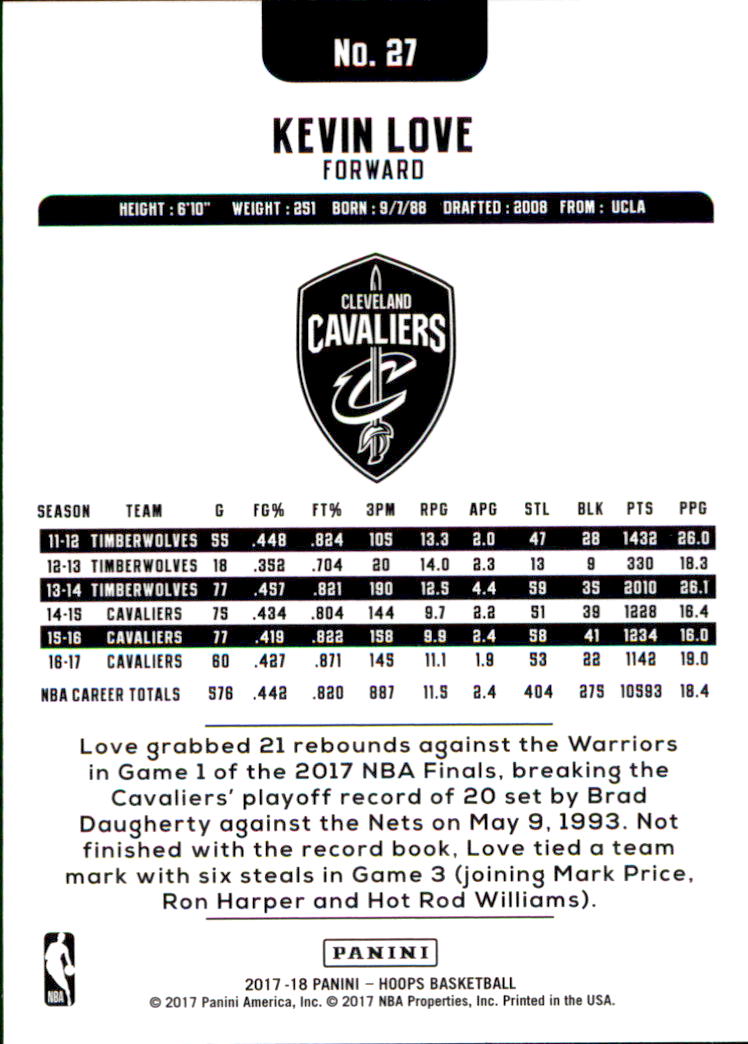 No. 27
KEVIN LOVE
FORWARD
HEIGHT : 6'10" WEIGHT : 251 BORN : 9/7/88 DRAFTED : 2008 FROM : UCLA
CLEVELAND
CAVALIERS
C
SEASON TEAM G FG% FT% 3PM RPG APG STL BLK PTS PPG
11-12 TIMBERWOLVES 55 .448 .824 105 13.3 2.0 47 28 1432 26.0
12-13 TIMBERWOLVES 18 .352 .704 20 14.0 2.3 13 9 330 18.3
13-14 TIMBERWOLVES 77 .457 .821 190 12.5 4.4 59 35 2010 26.1
14-15 CAVALIERS 75 .434 .804 144 9.7 2.2 51 39 1228 16.4
15-16 CAVALIERS 77 .419 .822 158 9.9 2.4 58 41 1234 16.0
16-17 CAVALIERS 60 .427 .871 145 11.1 1.9 53 22 1142 19.0
NBA CAREER TOTALS 576 .442 .820 887 11.5 2.4 404 275 10593 18.4
Love grabbed 21 rebounds against the Warriors
in Game 1 of the 2017 NBA Finals, breaking the
Cavaliers' playoff record of 20 set by Brad
Daugherty against the Nets on May 9, 1993. Not
finished with the record book, Love tied a team
mark with six steals in Game 3 (joining Mark Price,
Ron Harper and Hot Rod Williams).
NBA
PANINI
2017-18 PANINI – HOOPS BASKETBALL
© 2017 Panini America, Inc. © 2017 NBA Properties, Inc. Printed in the USA.